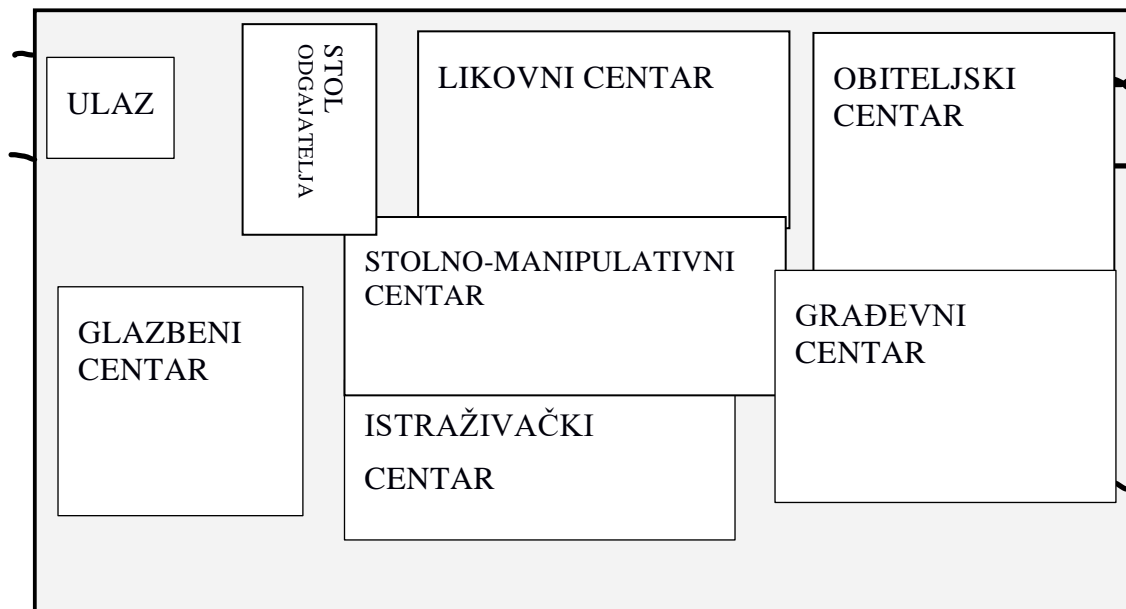 ULAZ
STOL
ODGAJATELJA
LIKOVNI CENTAR
OBITELJSKI
CENTAR
STOLNO-MANIPULATIVNI
CENTAR
GLAZBENI
CENTAR
GRAĐEVNI
CENTAR
ISTRAŽIVAČKI
CENTAR